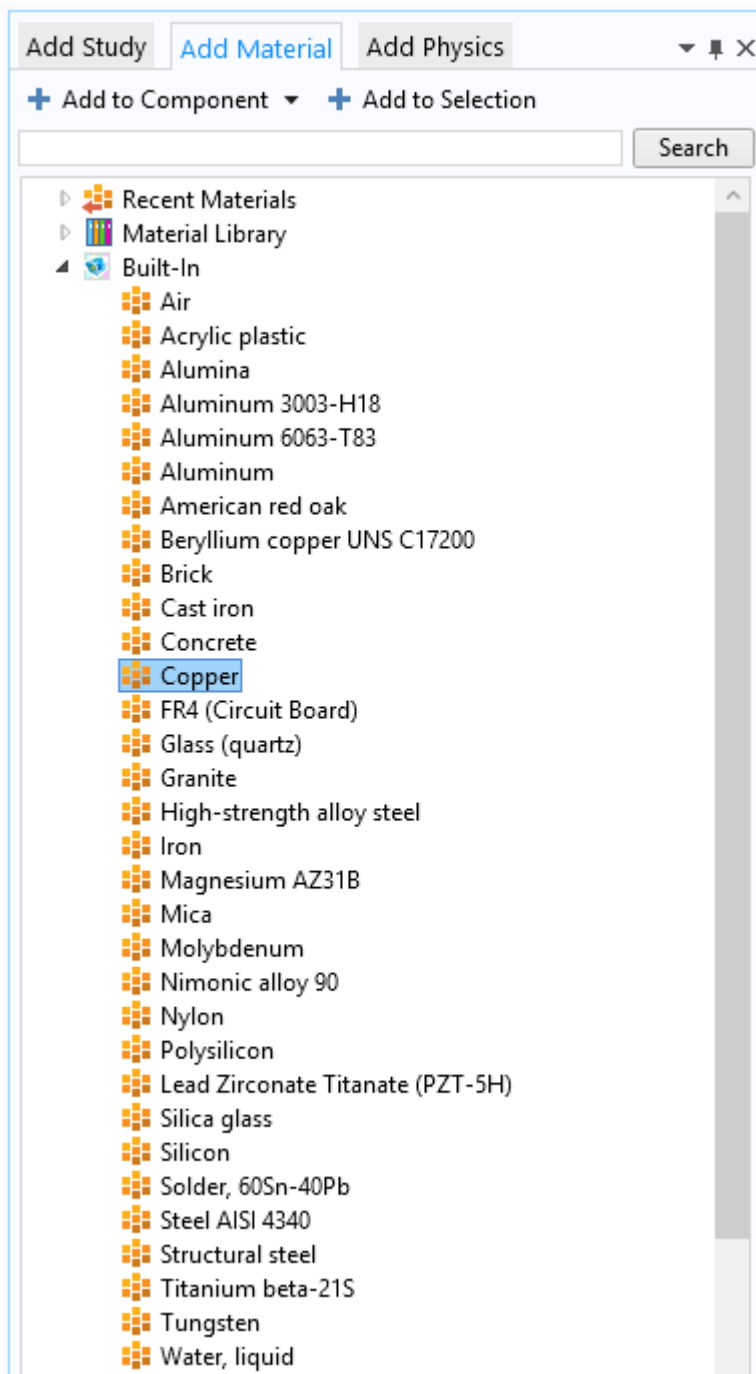 Add Study Add Material Add Physics
Add to Component Add to Selection
Search
Recent Materials
Material Library
Built-In
Air
Acrylic plastic
Alumina
Aluminum 3003-H18
Aluminum 6063-T83
Aluminum
American red oak
Beryllium copper UNS C17200
Brick
Cast iron
Concrete
Copper
FR4 (Circuit Board)
Glass (quartz)
Granite
High-strength alloy steel
Iron
Magnesium AZ31B
Mica
Molybdenum
Nimonic alloy 90
Nylon
Polysilicon
Lead Zirconate Titanate (PZT-5H)
Silica glass
Silicon
Solder, 60Sn-40Pb
Steel AISI 4340
Structural steel
Titanium beta-21S
Tungsten
Water, liquid